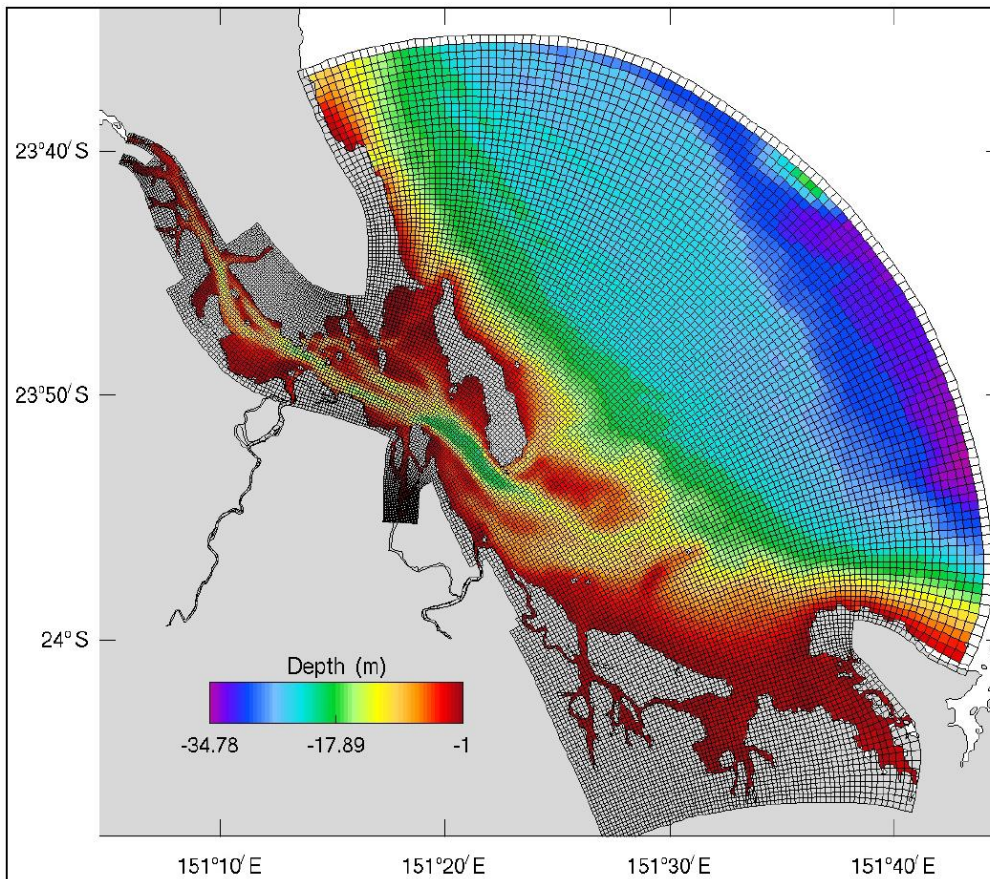 23°40′ S
23°50′ S
24° S
Depth (m)
-34.78 -17.89 -1
151°10′ E 151°20′ E 151°30′ E 151°40′ E